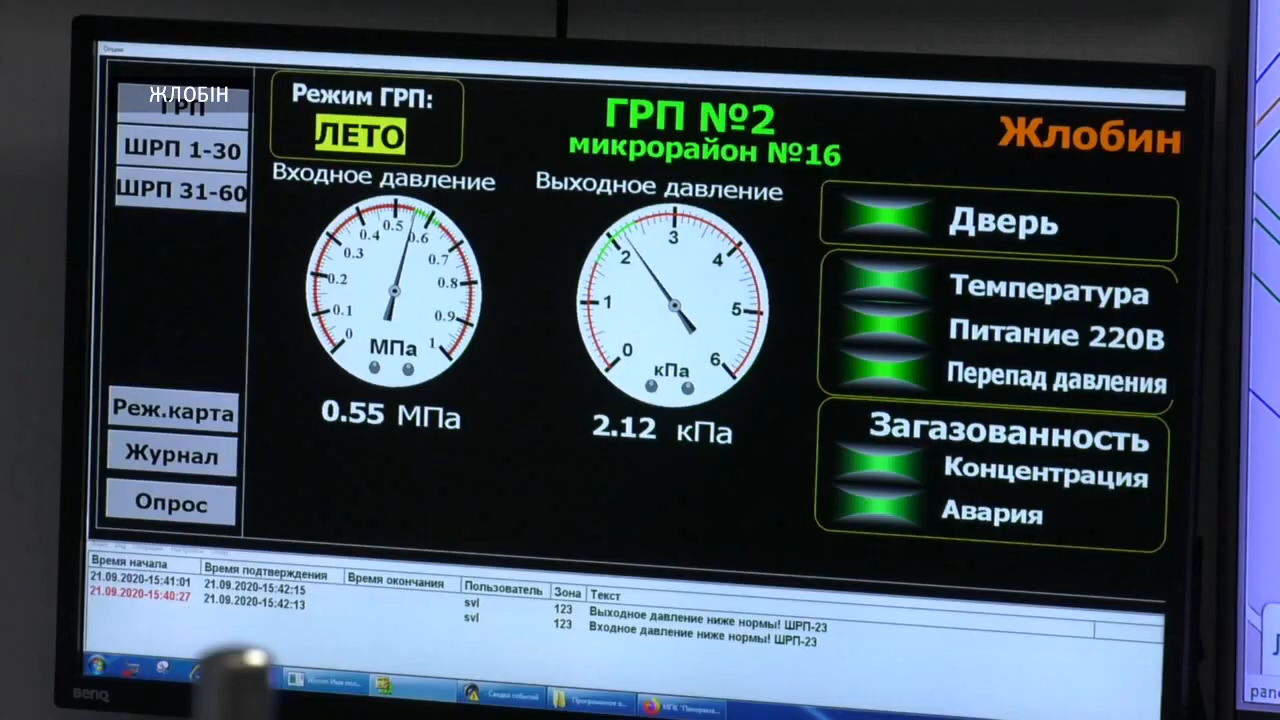 Опции
ЖЛОБІН
ГРП
ШРП 1-30
ШРП 31-60
Реж.карта
Журнал
Опрос
Режим ГРП:
ЛЕТО
ГРП №2
микрорайон №16
Жлобин
Входное давление
0
0.1
0.2
0.3
0.4
0.5
0.6
0.7
0.8
0.9
1
МПа
0.55 МПа
Выходное давление
0
1
2
3
4
5
6
кПа
2.12 кПа
Дверь
Температура
Питание 220В
Перепад давления
Загазованность
Концентрация
Авария
Время начала Время подтверждения Время окончания Пользователь Зона Текст
21.09.2020-15:41:01 21.09.2020-15:42:15 svl 123 Выходное давление ниже нормы! ШРП-23
21.09.2020-15:40:27 21.09.2020-15:42:13 svl 123 Входное давление ниже нормы! ШРП-23
Сводка событий
BenQ